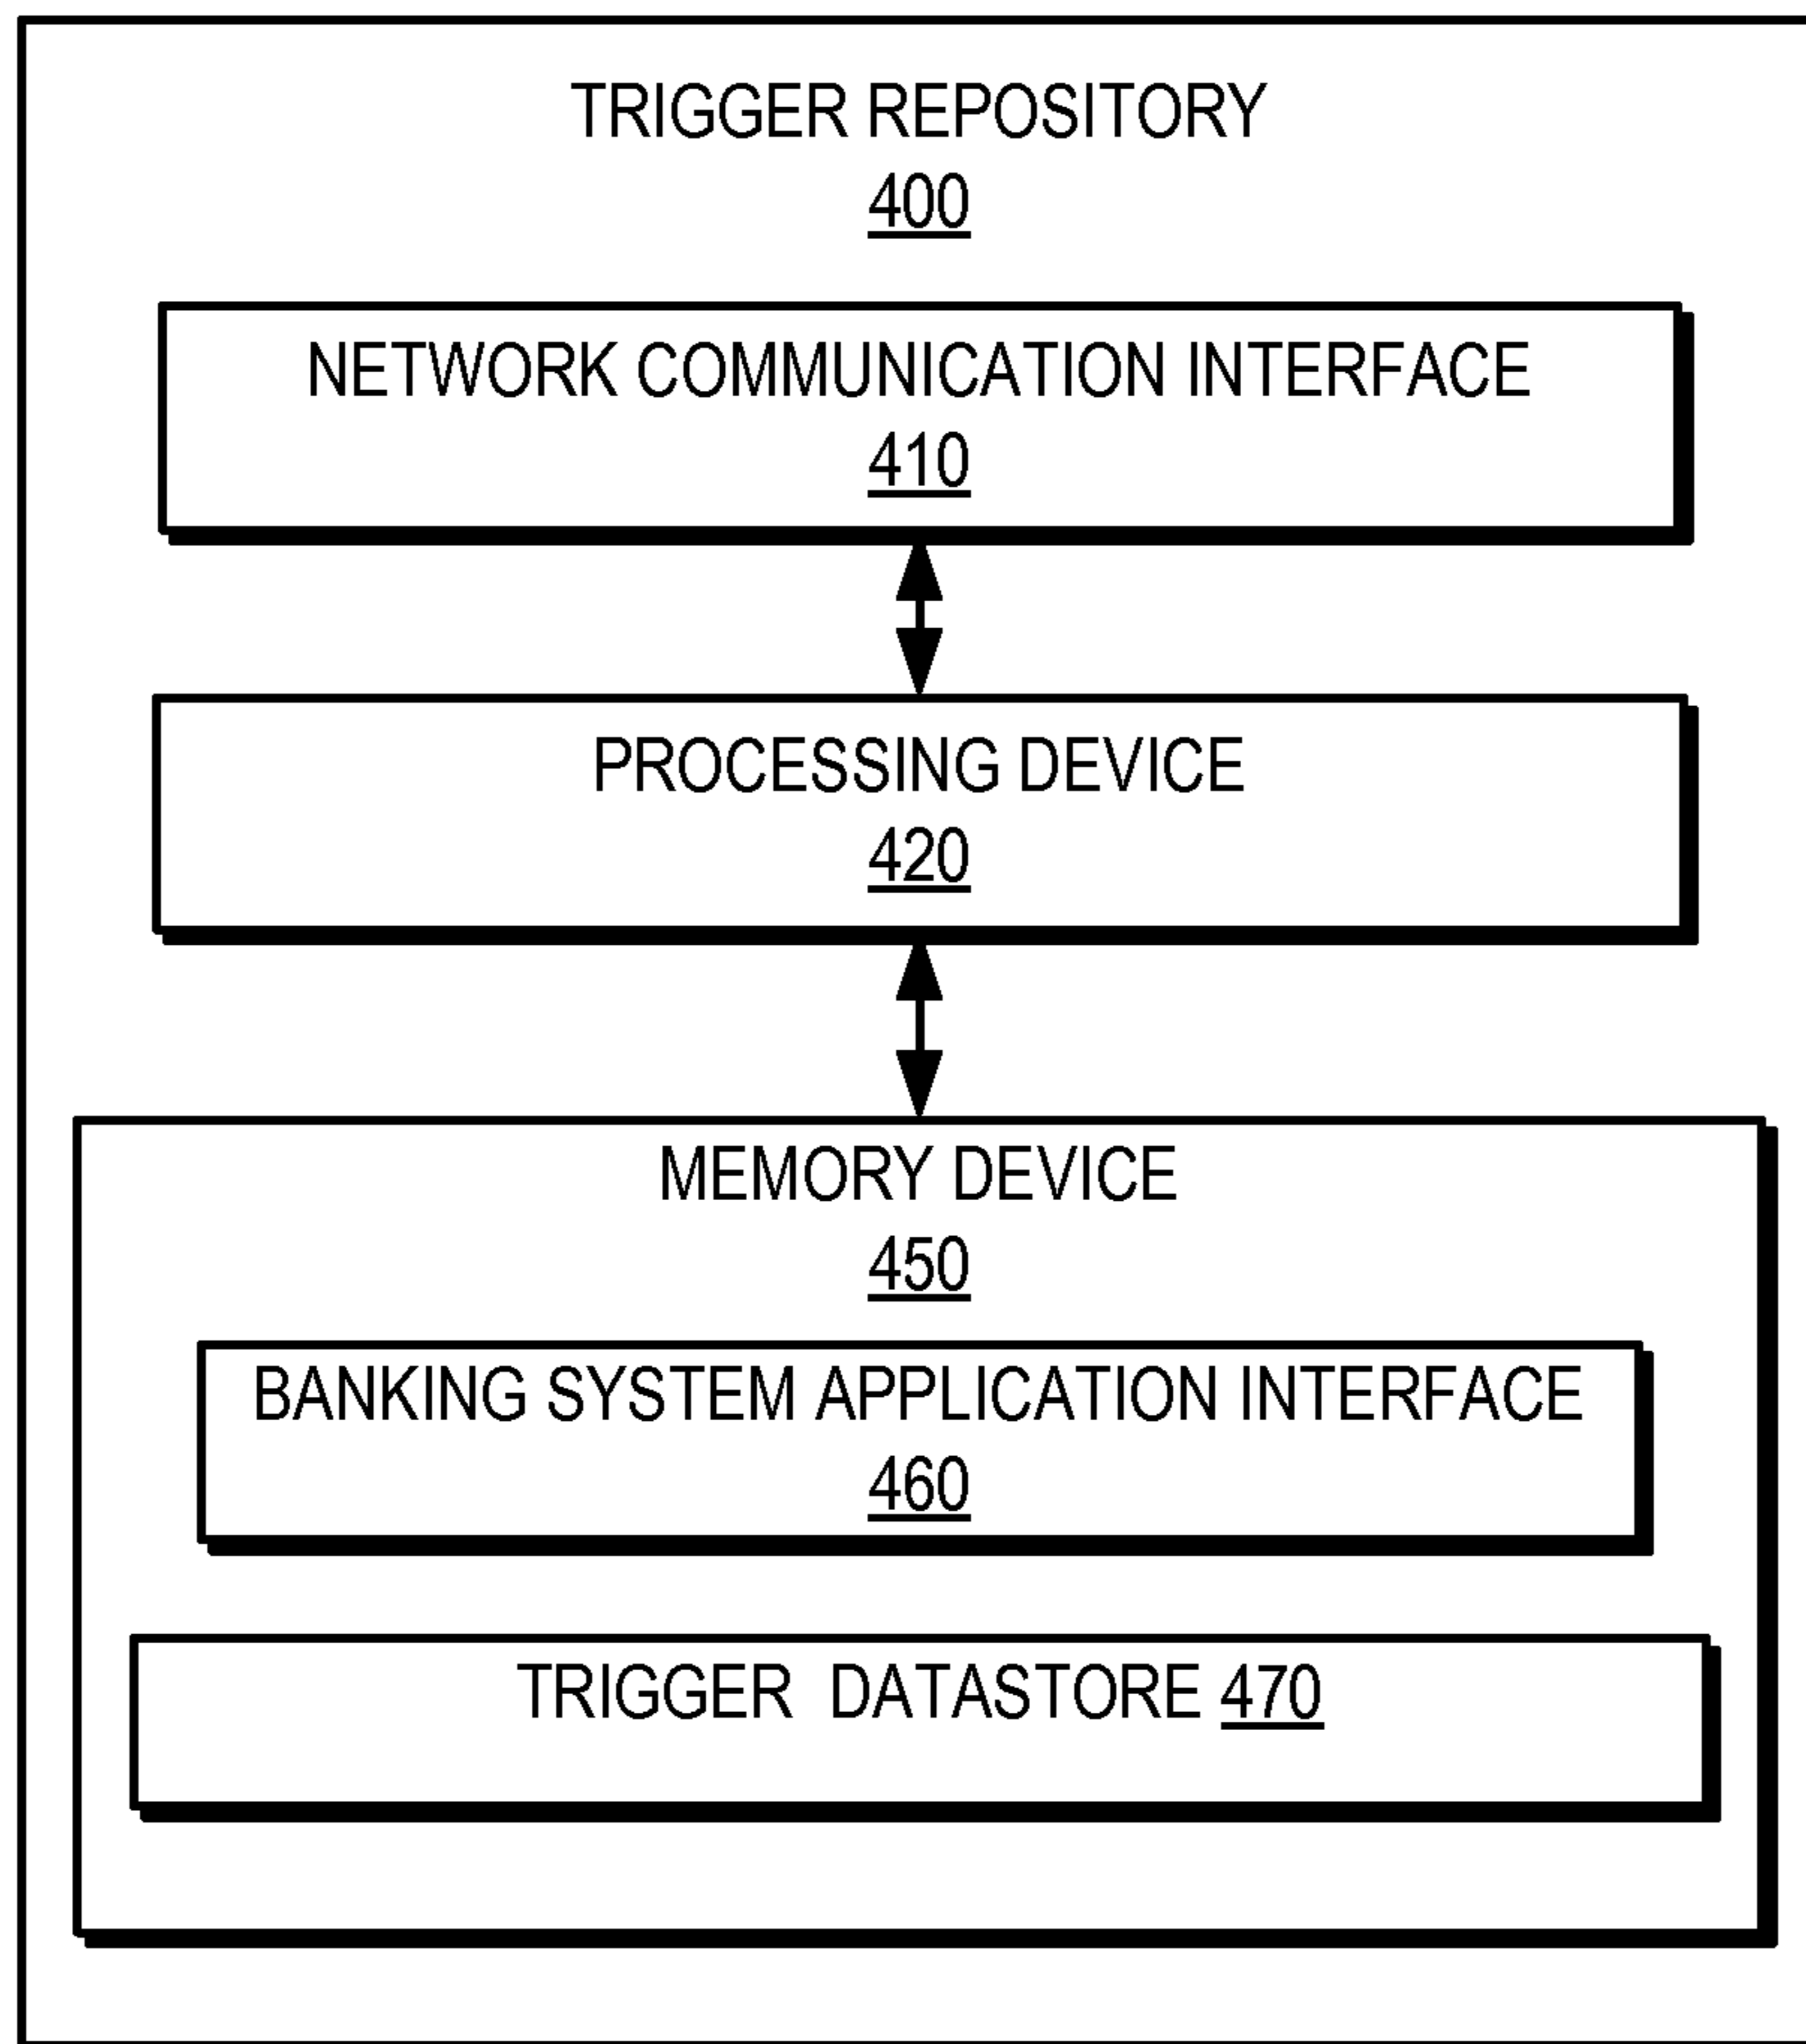 TRIGGER REPOSITORY
400
NETWORK COMMUNICATION INTERFACE
410
PROCESSING DEVICE
420
MEMORY DEVICE
450
BANKING SYSTEM APPLICATION INTERFACE
460
TRIGGER DATASTORE 470